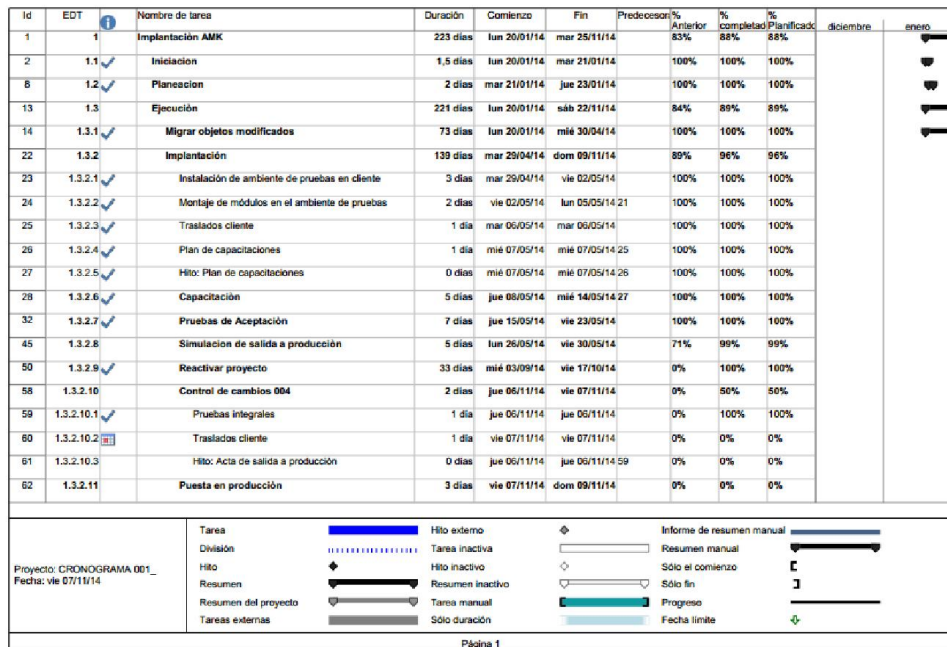 Id EDT Nombre de tarea Duración Comienzo Fin Predecesora % Anterior % completado % Planificado diciembre enero
1 1 Implantación AMK 223 días lun 20/01/14 mar 25/11/14 83% 88% 88%
2 1.1 Iniciacion 1,5 días lun 20/01/14 mar 21/01/14 100% 100% 100%
8 1.2 Planeacion 2 días mar 21/01/14 jue 23/01/14 100% 100% 100%
13 1.3 Ejecución 221 días lun 20/01/14 sáb 22/11/14 84% 89% 89%
14 1.3.1 Migrar objetos modificados 73 días lun 20/01/14 mié 30/04/14 100% 100% 100%
22 1.3.2 Implantación 139 días mar 29/04/14 dom 09/11/14 89% 96% 96%
23 1.3.2.1 Instalación de ambiente de pruebas en cliente 3 días mar 29/04/14 vie 02/05/14 100% 100% 100%
24 1.3.2.2 Montaje de módulos en el ambiente de pruebas 2 días vie 02/05/14 lun 05/05/14 21 100% 100% 100%
25 1.3.2.3 Traslados cliente 1 día mar 06/05/14 mar 06/05/14 100% 100% 100%
26 1.3.2.4 Plan de capacitaciones 1 día mié 07/05/14 mié 07/05/14 25 100% 100% 100%
27 1.3.2.5 Hito: Plan de capacitaciones 0 días mié 07/05/14 mié 07/05/14 26 100% 100% 100%
28 1.3.2.6 Capacitación 5 días jue 08/05/14 mié 14/05/14 27 100% 100% 100%
32 1.3.2.7 Pruebas de Aceptación 7 días jue 15/05/14 vie 23/05/14 100% 100% 100%
45 1.3.2.8 Simulacion de salida a producción 5 días lun 26/05/14 vie 30/05/14 71% 99% 99%
50 1.3.2.9 Reactivar proyecto 33 días mié 03/09/14 vie 17/10/14 0% 100% 100%
58 1.3.2.10 Control de cambios 004 2 días jue 06/11/14 vie 07/11/14 0% 50% 50%
59 1.3.2.10.1 Pruebas integrales 1 día jue 06/11/14 jue 06/11/14 0% 100% 100%
60 1.3.2.10.2 Traslados cliente 1 día vie 07/11/14 vie 07/11/14 0% 0% 0%
61 1.3.2.10.3 Hito: Acta de salida a producción 0 días jue 06/11/14 jue 06/11/14 59 0% 0% 0%
62 1.3.2.11 Puesta en producción 3 días vie 07/11/14 dom 09/11/14 0% 0% 0%
Proyecto: CRONOGRAMA 001_
Fecha: vie 07/11/14
Tarea Hito externo Informe de resumen manual
División Tarea inactiva Resumen manual
Hito Hito inactivo Sólo el comienzo
Resumen Resumen inactivo Sólo fin
Resumen del proyecto Tarea manual Progreso
Tareas externas Sólo duración Fecha límite
Página 1